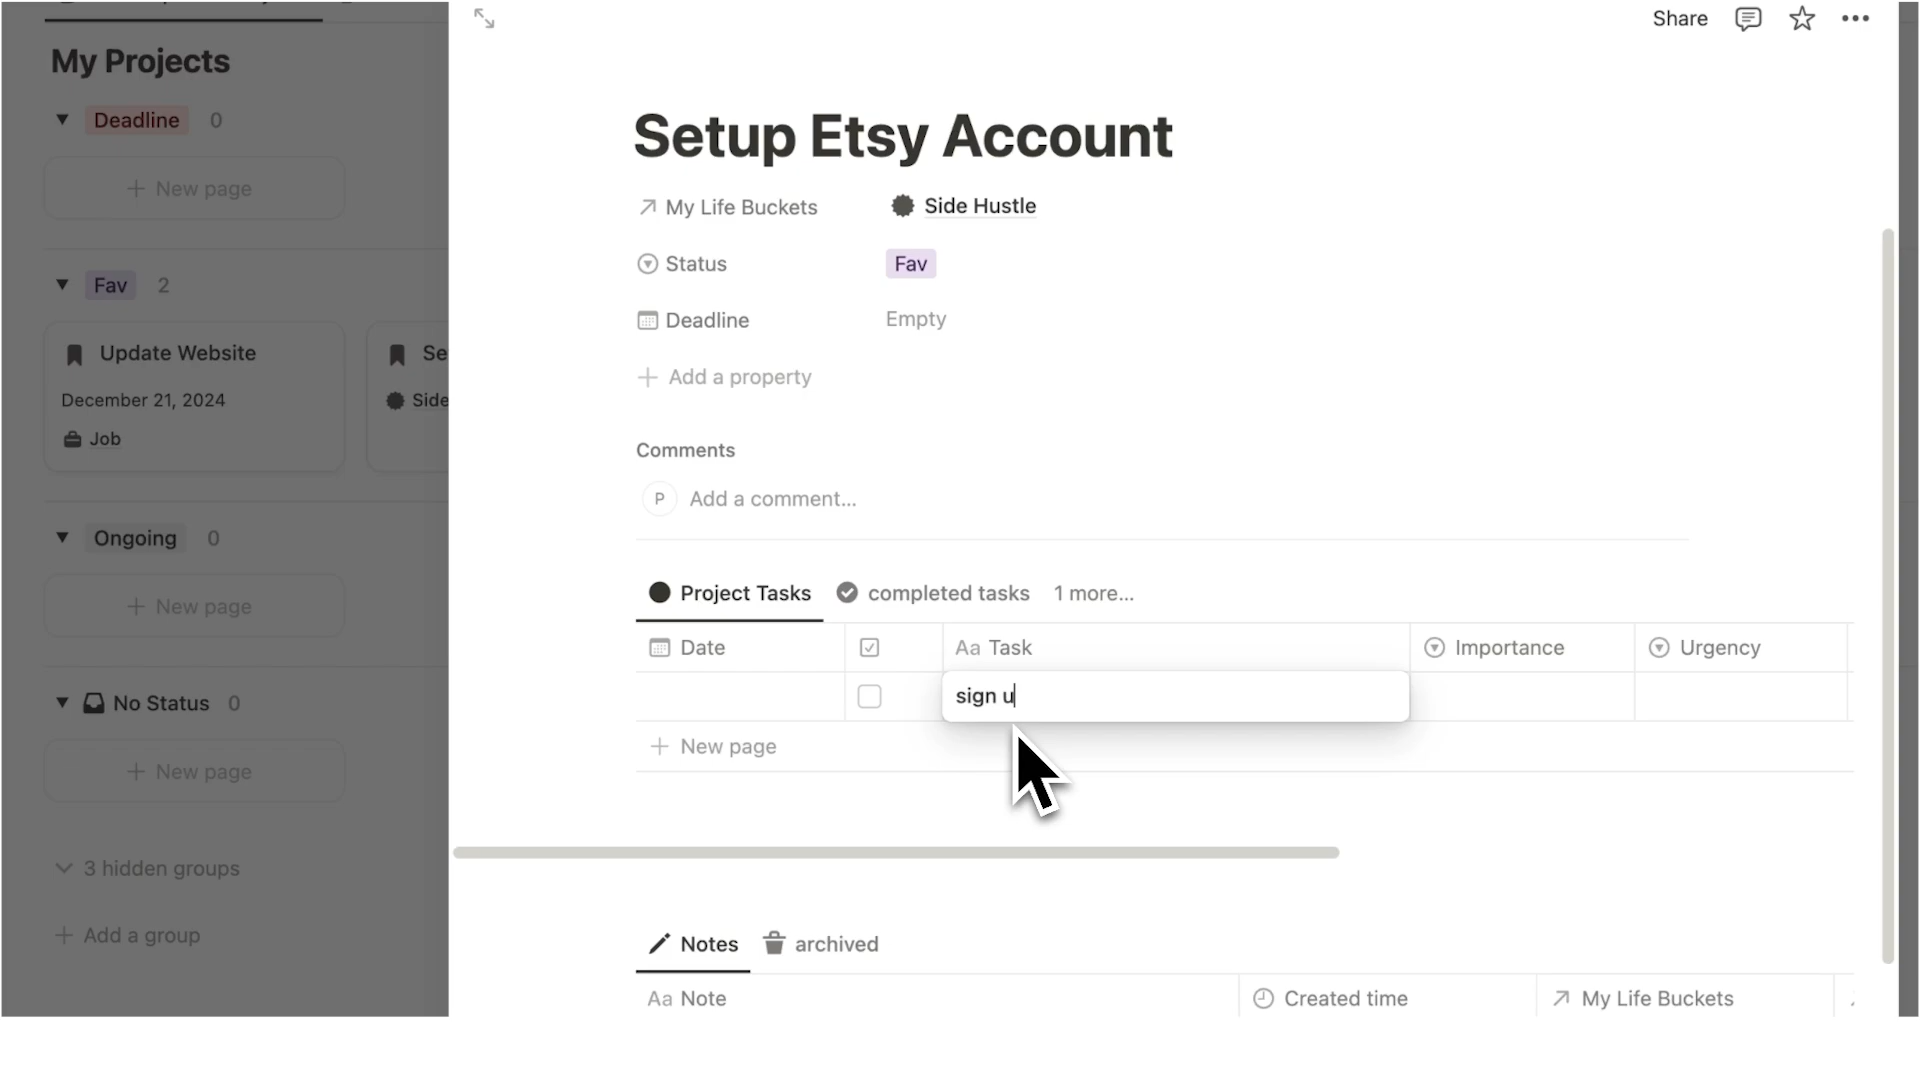 My Projects
Deadline 0
+ New page
Fav 2
Update Website
December 21, 2024
Job
Se
Side
Ongoing 0
+ New page
No Status 0
+ New page
3 hidden groups
+ Add a group
Share
Setup Etsy Account
My Life Buckets Side Hustle
Status Fav
Deadline Empty
+ Add a property
Comments
P Add a comment...
Project Tasks completed tasks 1 more...
Date Aa Task Importance Urgency
sign u
+ New page
Notes archived
Aa Note Created time My Life Buckets